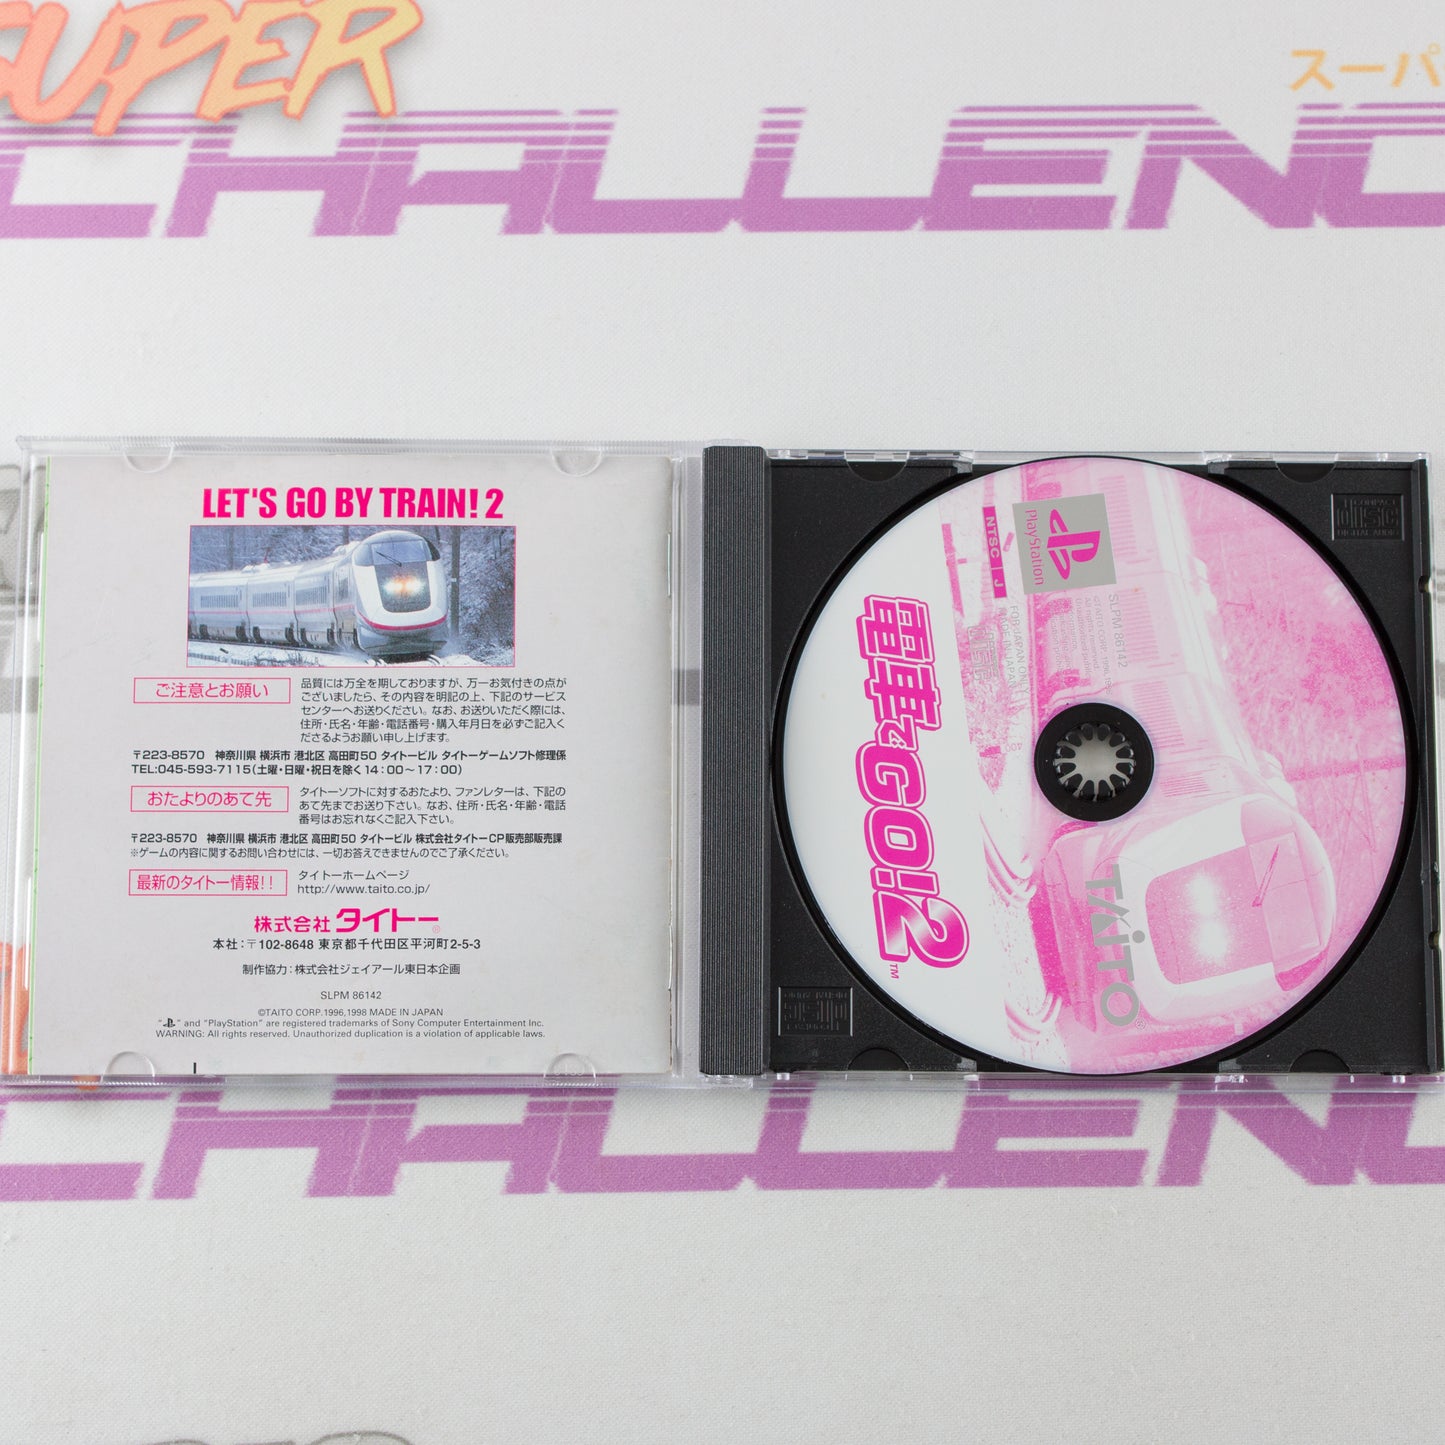 SUPER
スーパ
CHALLENG
LET'S GO BY TRAIN! 2
ご注意とお願い
品質には万全を期しておりますが、万一お気付きの点が
ございましたら、その内容を明記の上、下記のサービス
センターへお送りください。なお、お送りいただく際には、
住所・氏名・年齢・電話番号・購入年月日を必ずご記入く
ださるようお願い申し上げます。
〒223-8570 神奈川県 横浜市 港北区 高田町50 タイトービル タイトーゲームソフト修理係
TEL:045-593-7115(土曜・日曜・祝日を除く14:00〜17:00)
おたよりのあて先
タイトーソフトに対するおたより、ファンレターは、下記の
あて先までお送り下さい。なお、住所・氏名・年齢・電話
番号はお忘れなくご記入下さい。
〒223-8570 神奈川県 横浜市 港北区 高田町50 タイトービル 株式会社タイトーCP販売部販売課
※ゲームの内容に関するお問い合わせには、一切お答えできませんのでご了承ください。
最新のタイトー情報!!
タイトーホームページ
http://www.taito.co.jp/
株式会社 タイトー®
本社:〒102-8648 東京都千代田区平河町2-5-3
制作協力:株式会社ジェイアール東日本企画
SLPM 86142
©TAITO CORP.1996,1998 MADE IN JAPAN
" " and "PlayStation" are registered trademarks of Sony Computer Entertainment Inc.
WARNING: All rights reserved. Unauthorized duplication is a violation of applicable laws.
PlayStation
NTSC J
SLPM 86142
FOR JAPAN ONLY
MADE IN JAPAN
電車でGO!2™
TAITO®
COMPACT
disc
DIGITAL AUDIO
COMPACT
disc
DIGITAL AUDIO
CHALLENG